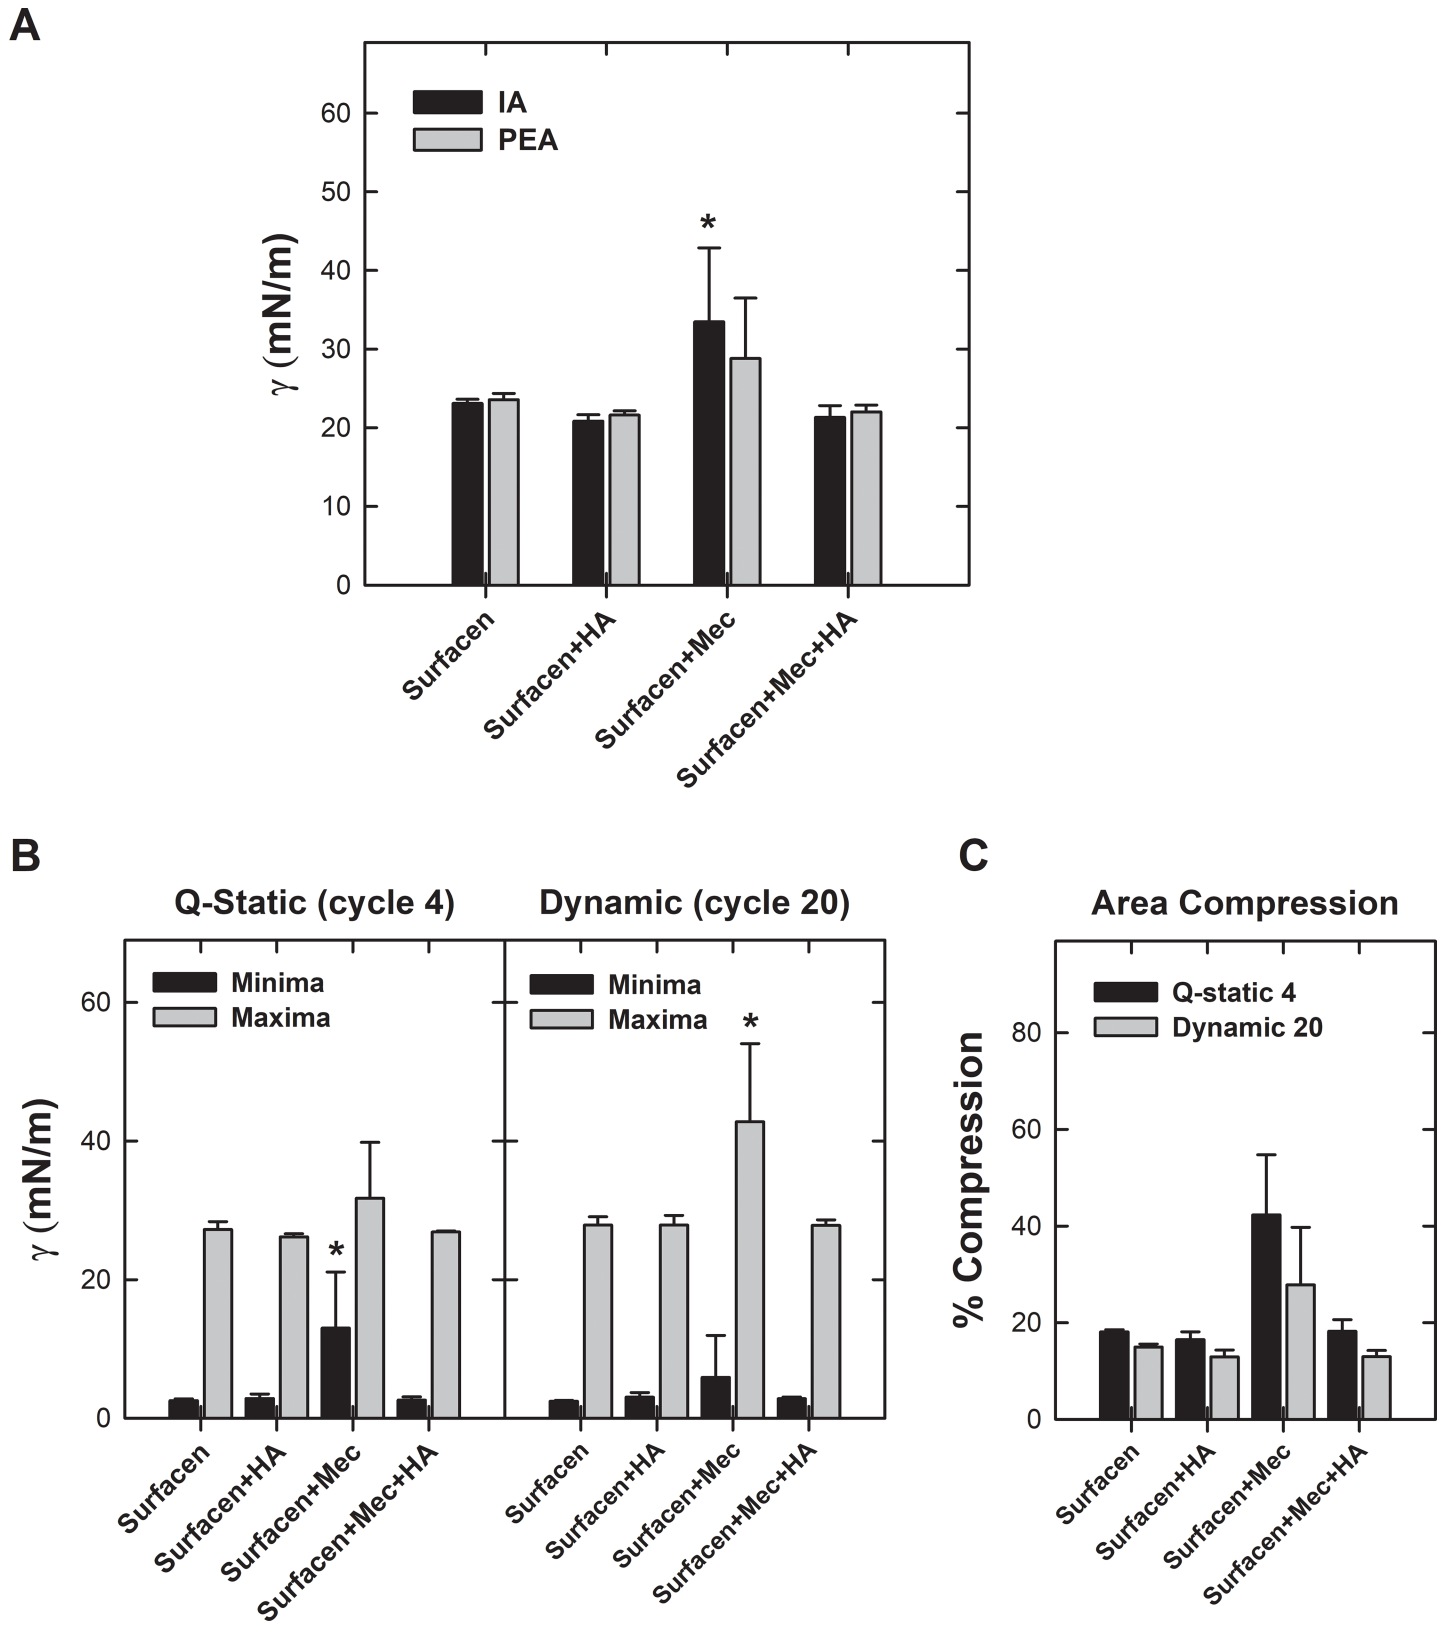 A
IA
PEA
*
60
50
40
30
20
10
0
γ (mN/m)
Surfacen
Surfacen+HA
Surfacen+Mec
Surfacen+Mec+HA
B
Q-Static (cycle 4)
Dynamic (cycle 20)
Minima
Maxima
*
Minima
Maxima
*
60
40
20
0
γ (mN/m)
Surfacen
Surfacen+HA
Surfacen+Mec
Surfacen+Mec+HA
Surfacen
Surfacen+HA
Surfacen+Mec
Surfacen+Mec+HA
C
Area Compression
Q-static 4
Dynamic 20
80
60
40
20
0
% Compression
Surfacen
Surfacen+HA
Surfacen+Mec
Surfacen+Mec+HA